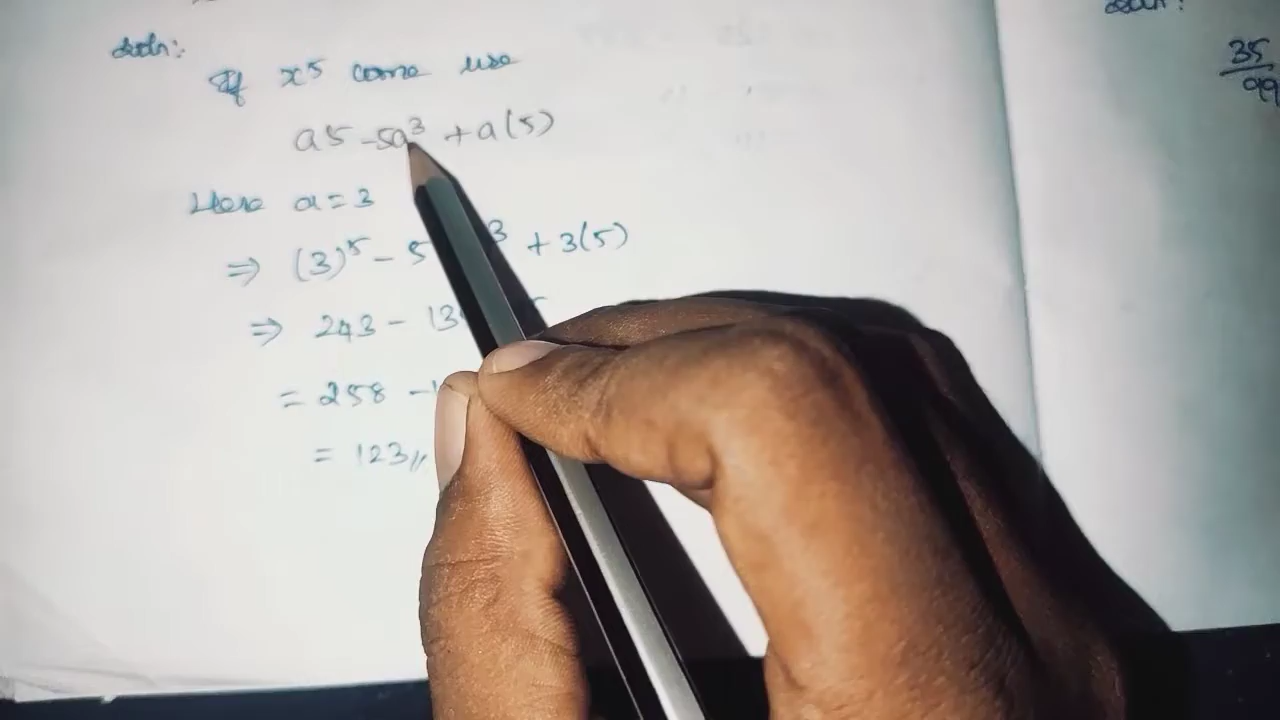 Soln:
If x⁵ come use
a5 - 5a³ + a(5)
Here a = 3
⇒ (3)⁵ - 5 3 + 3(5)
⇒ 243 - 13
= 258 -
= 123,,
Soln:
35
99